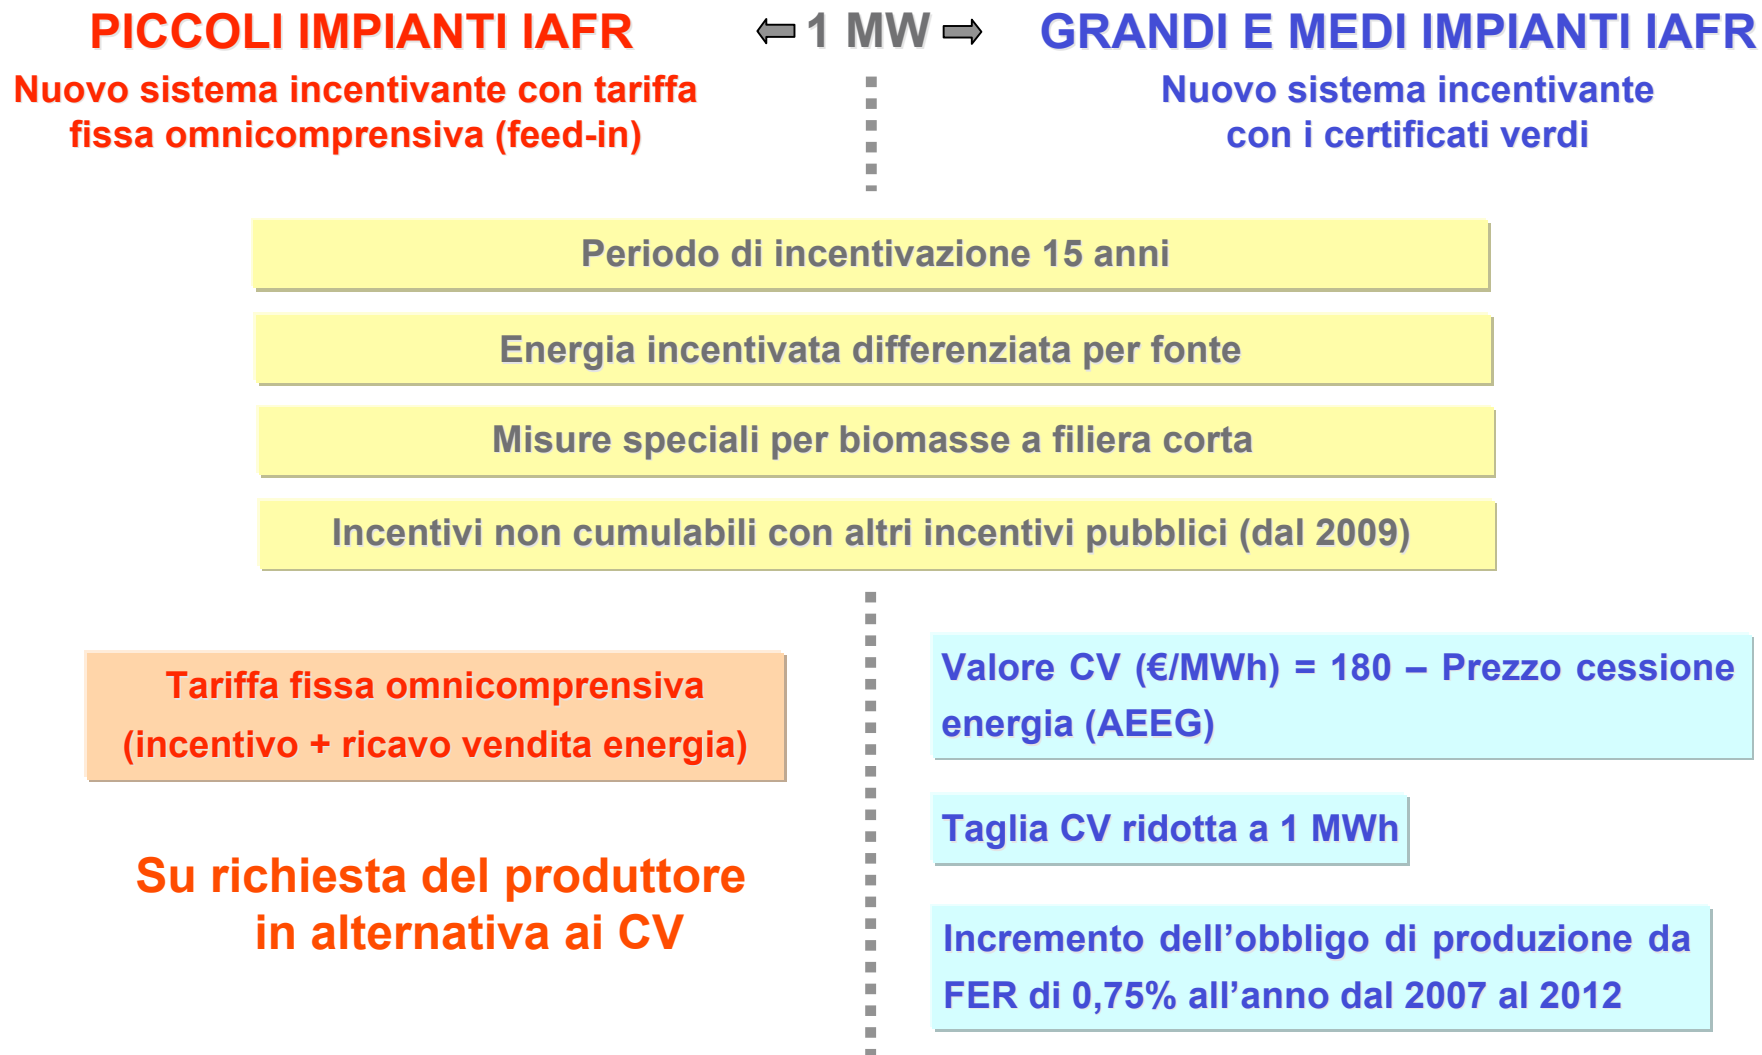 PICCOLI IMPIANTI IAFR
1 MW
GRANDI E MEDI IMPIANTI IAFR
Nuovo sistema incentivante con tariffa
fissa omnicomprensiva (feed-in)
Nuovo sistema incentivante
con i certificati verdi
Periodo di incentivazione 15 anni
Energia incentivata differenziata per fonte
Misure speciali per biomasse a filiera corta
Incentivi non cumulabili con altri incentivi pubblici (dal 2009)
Tariffa fissa omnicomprensiva
(incentivo + ricavo vendita energia)
Su richiesta del produttore
in alternativa ai CV
Valore CV (€/MWh) = 180 – Prezzo cessione
energia (AEEG)
Taglia CV ridotta a 1 MWh
Incremento dell’obbligo di produzione da
FER di 0,75% all’anno dal 2007 al 2012